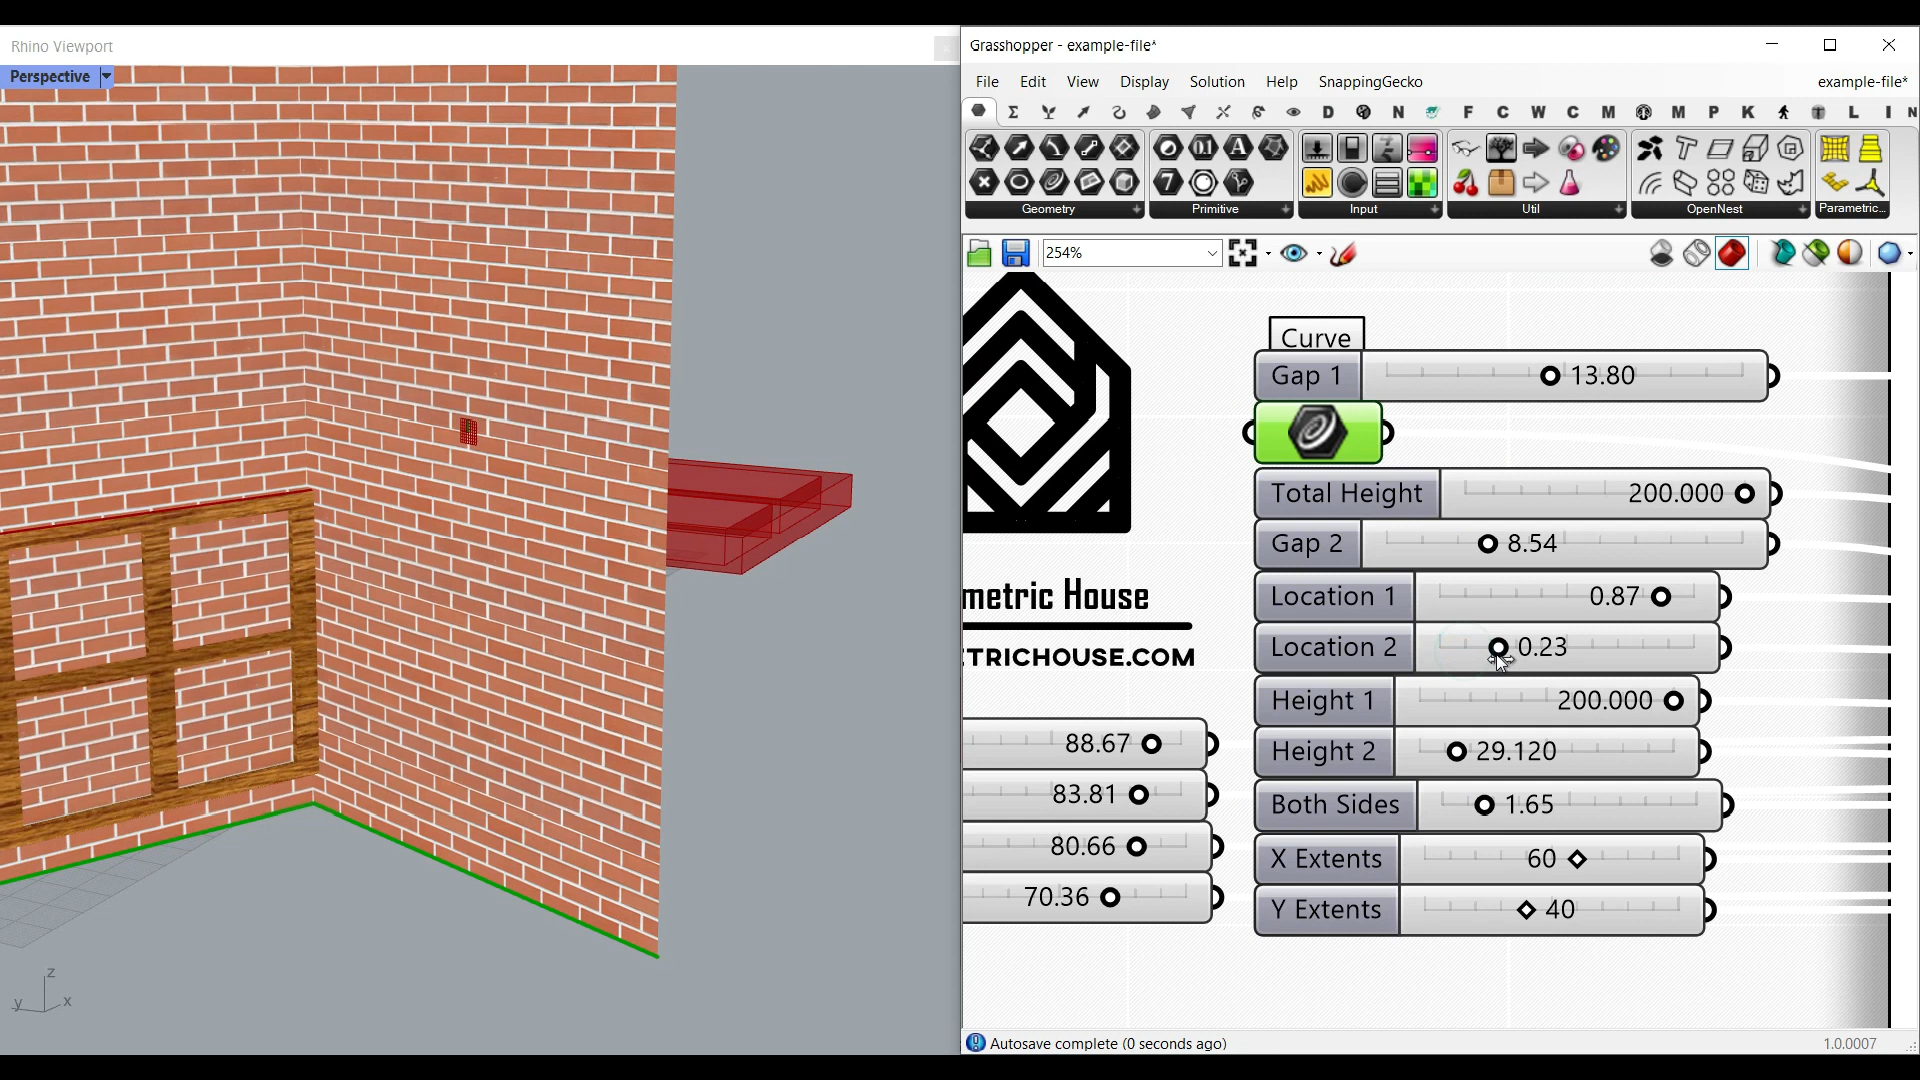 Rhino Viewport
Perspective
Grasshopper - example-file*
File Edit View Display Solution Help SnappingGecko example-file*
D N F C W C M M P K L I N
Geometry Primitive Input Util OpenNest Parametric...
254%
Curve
Gap 1 13.80
Total Height 200.000
Gap 2 8.54
Location 1 0.87
Location 2 0.23
Height 1 200.000
Height 2 29.120
Both Sides 1.65
X Extents 60
Y Extents 40
metric House
TRICHOUSE.COM
88.67
83.81
80.66
70.36
z
y x
Autosave complete (0 seconds ago) 1.0.0007